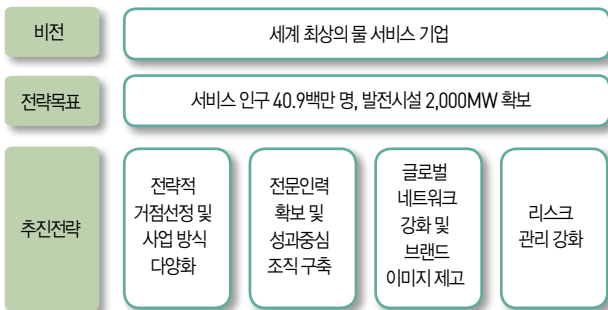 비전
세계 최상의 물 서비스 기업
전략목표
서비스 인구 40.9백만 명, 발전시설 2,000MW 확보
추진전략
전략적
거점선정 및
사업 방식
다양화
전문인력
확보 및
성과중심
조직 구축
글로벌
네트워크
강화 및
브랜드
이미지 제고
리스크
관리 강화